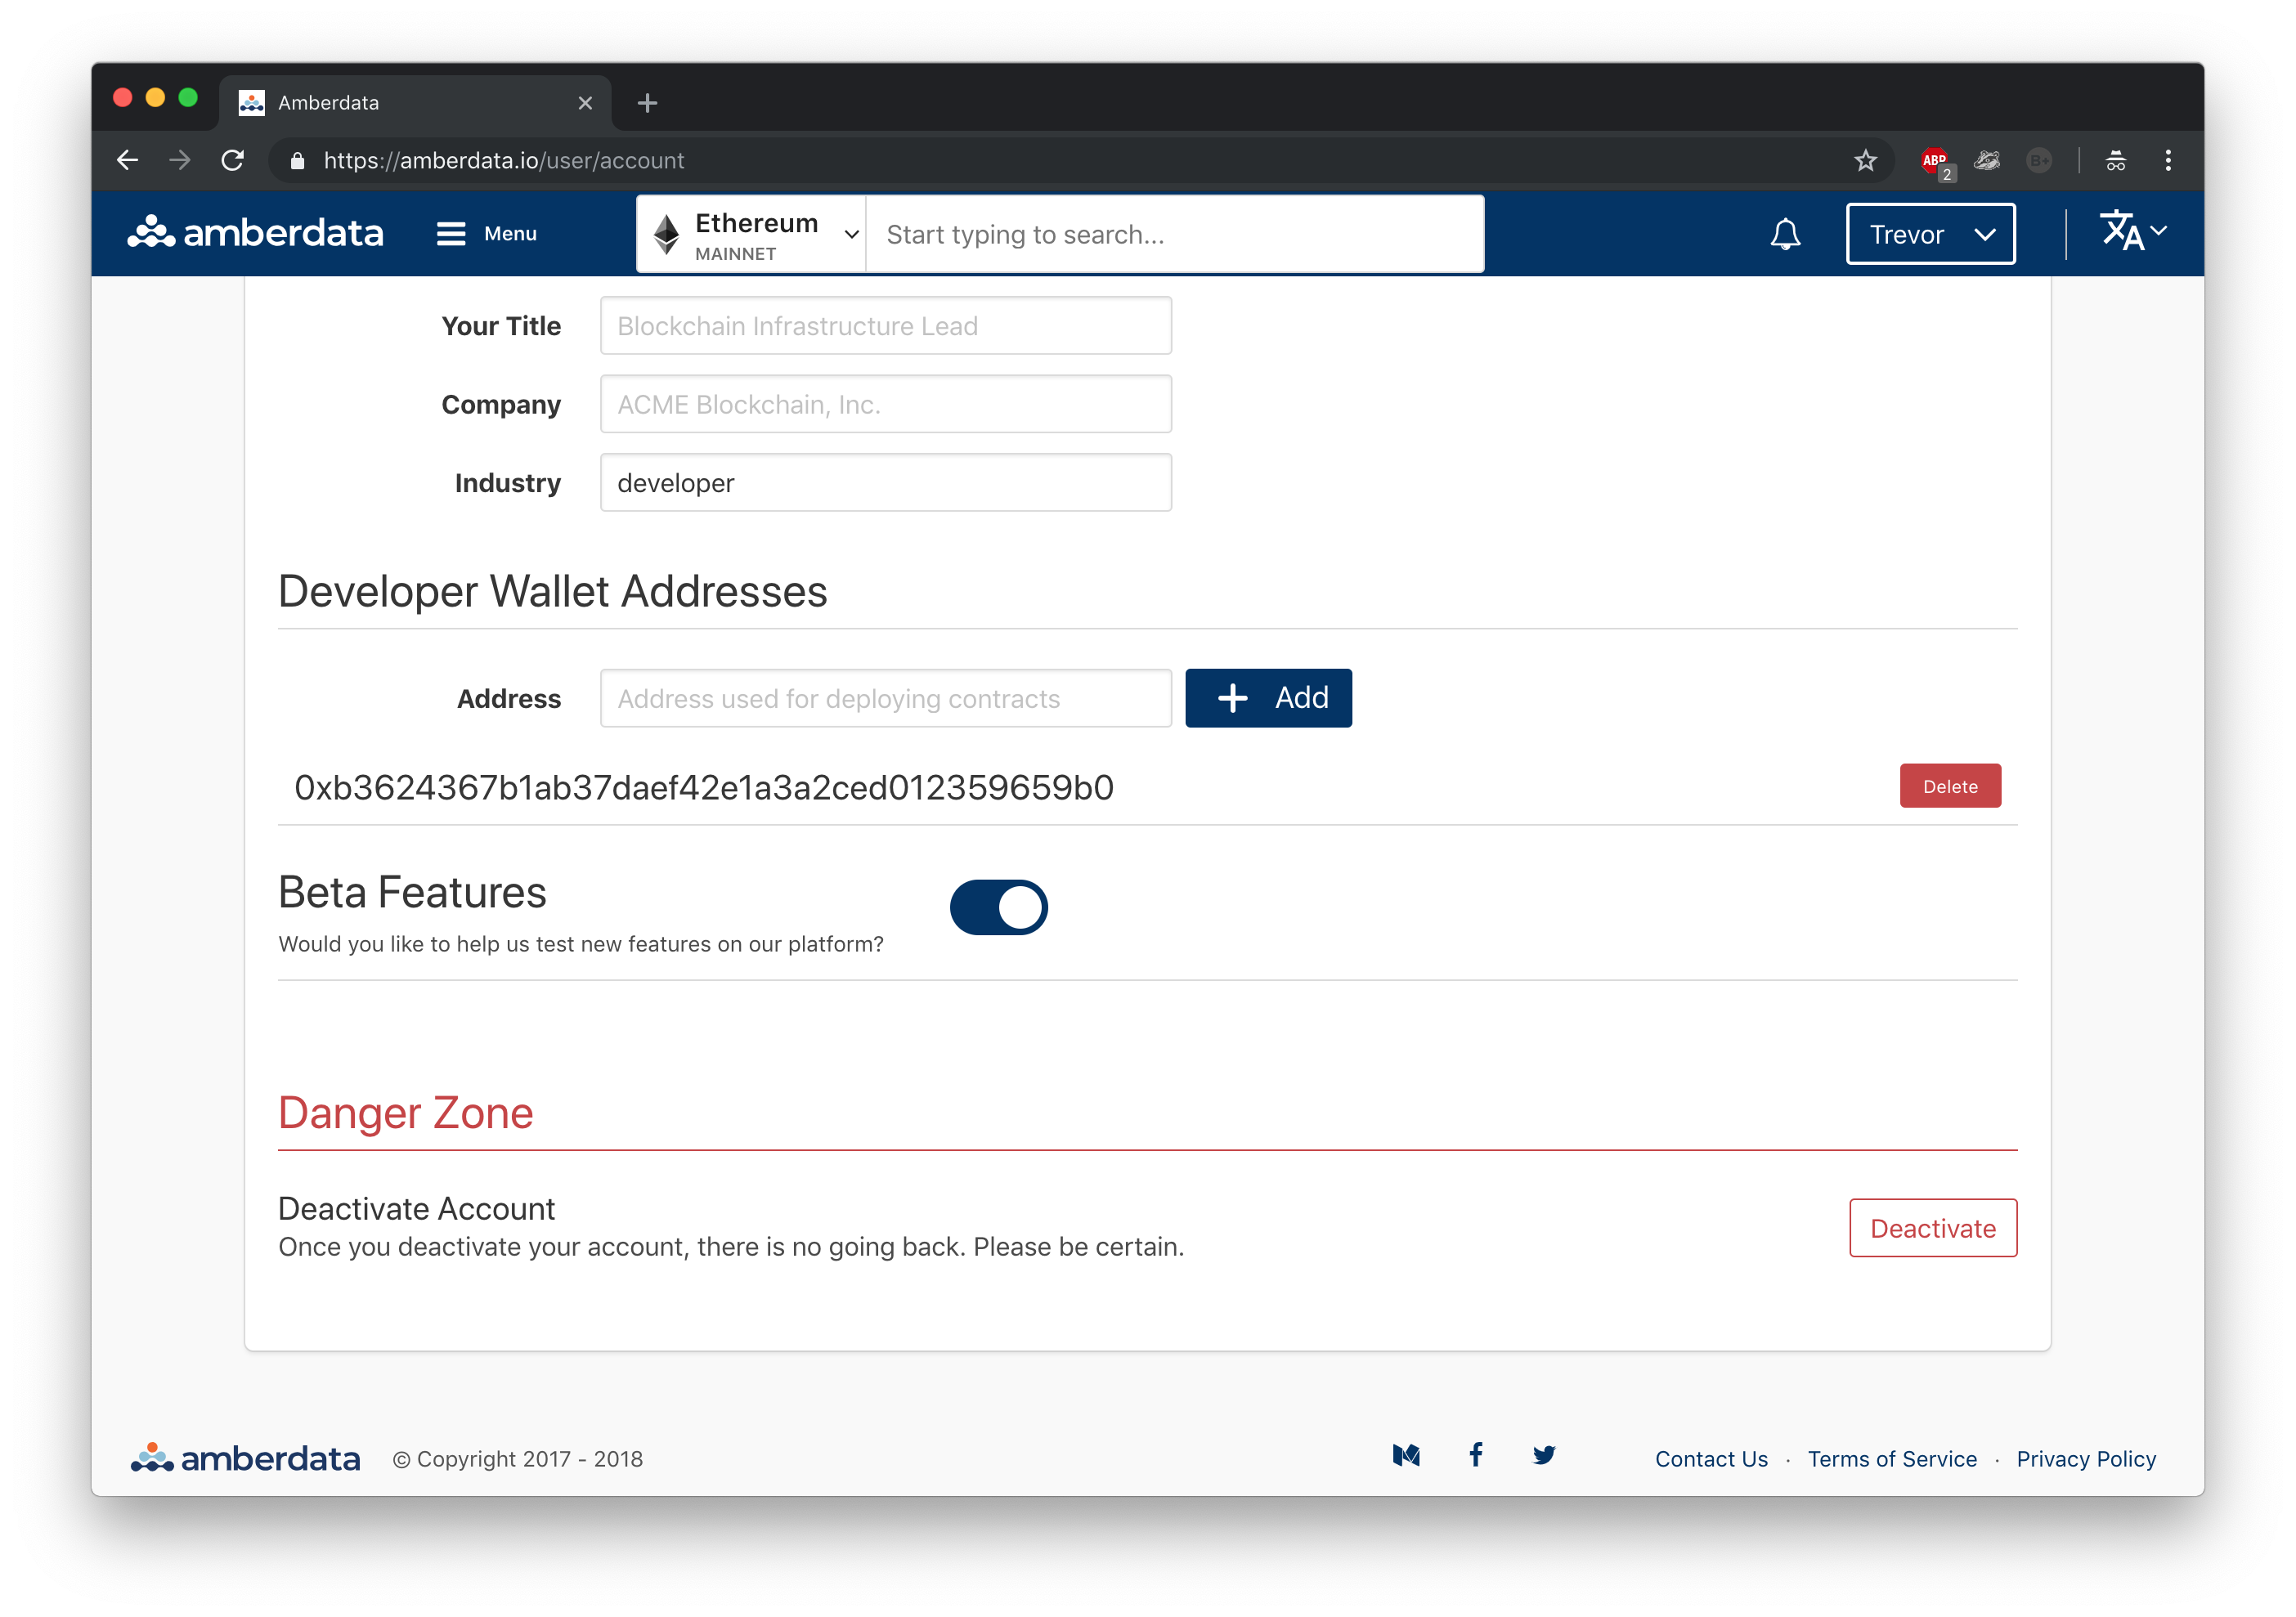 Amberdata
https://amberdata.io/user/account
ABP
2
B+
amberdata
Menu
Ethereum
MAINNET
Start typing to search...
Trevor
文A
Your Title
Blockchain Infrastructure Lead
Company
ACME Blockchain, Inc.
Industry
developer
Developer Wallet Addresses
Address
Address used for deploying contracts
Add
0xb3624367b1ab37daef42e1a3a2ced012359659b0
Delete
Beta Features
Would you like to help us test new features on our platform?
Danger Zone
Deactivate Account
Once you deactivate your account, there is no going back. Please be certain.
Deactivate
amberdata
© Copyright 2017 - 2018
Contact Us · Terms of Service · Privacy Policy